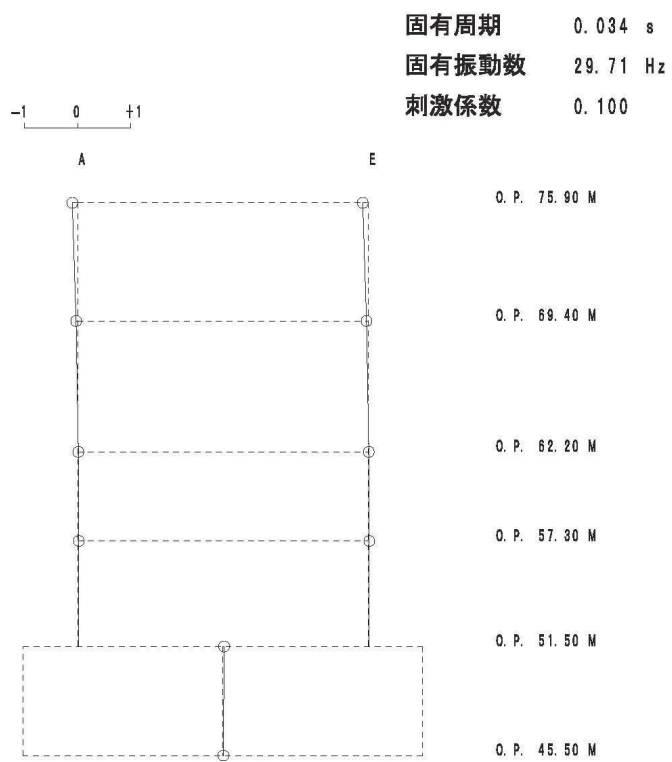 固有周期 0.034 s
固有振動数 29.71 Hz
刺激係数 0.100
-1 0 +1
A E
O.P. 75.90 M
O.P. 69.40 M
O.P. 62.20 M
O.P. 57.30 M
O.P. 51.50 M
O.P. 45.50 M